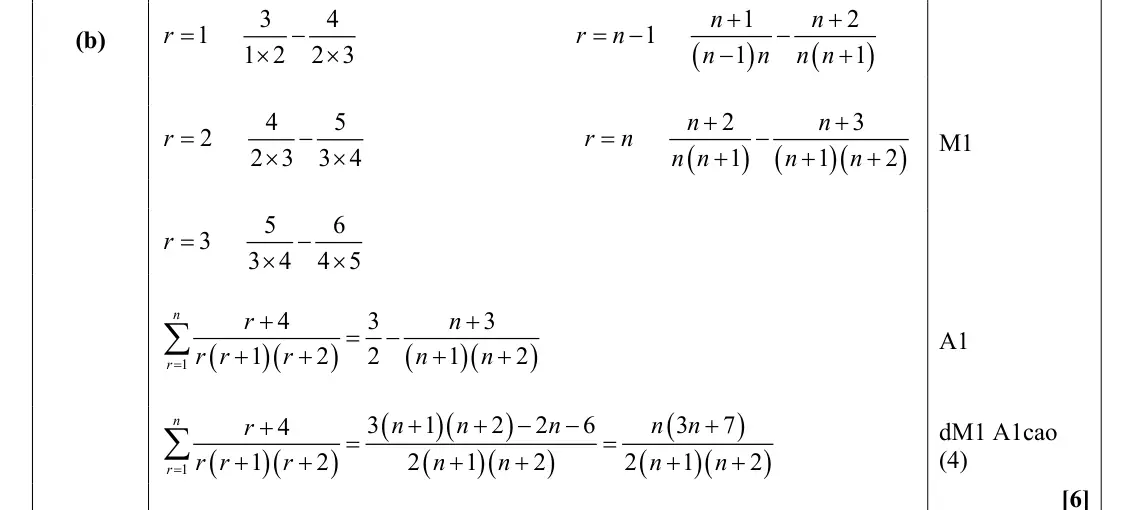 (b) r = 1 3/(1×2) − 4/(2×3) r = n − 1 (n+1)/((n−1)n) − (n+2)/(n(n+1))
r = 2 4/(2×3) − 5/(3×4) r = n (n+2)/(n(n+1)) − (n+3)/((n+1)(n+2)) M1
r = 3 5/(3×4) − 6/(4×5)
∑_{r=1}^{n} (r+4)/(r(r+1)(r+2)) = 3/2 − (n+3)/((n+1)(n+2)) A1
∑_{r=1}^{n} (r+4)/(r(r+1)(r+2)) = (3(n+1)(n+2)−2n−6)/(2(n+1)(n+2)) = n(3n+7)/(2(n+1)(n+2)) dM1 A1cao
(4)
[6]